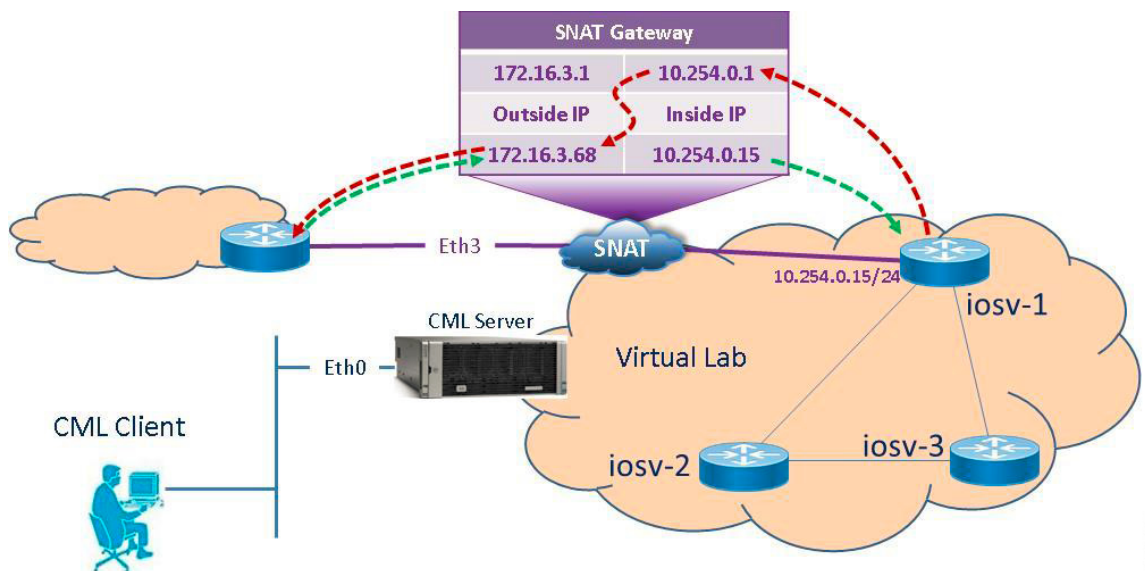 SNAT Gateway
172.16.3.1 10.254.0.1
Outside IP Inside IP
172.16.3.68 10.254.0.15
Eth3
SNAT
10.254.0.15/24
iosv-1
CML Server
Eth0
Virtual Lab
CML Client
iosv-2
iosv-3